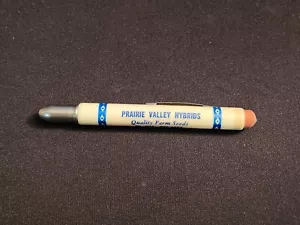 PRAIRIE VALLEY HYBRIDS
Quality Farm Seeds